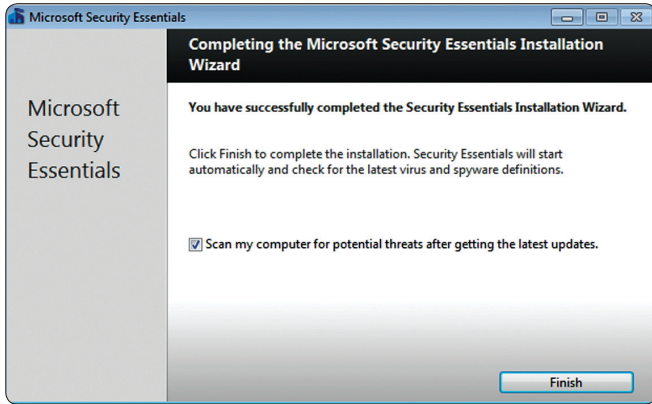 Microsoft Security Essentials
Completing the Microsoft Security Essentials Installation
Wizard
Microsoft
Security
Essentials
You have successfully completed the Security Essentials Installation Wizard.
Click Finish to complete the installation. Security Essentials will start
automatically and check for the latest virus and spyware definitions.
Scan my computer for potential threats after getting the latest updates.
Finish